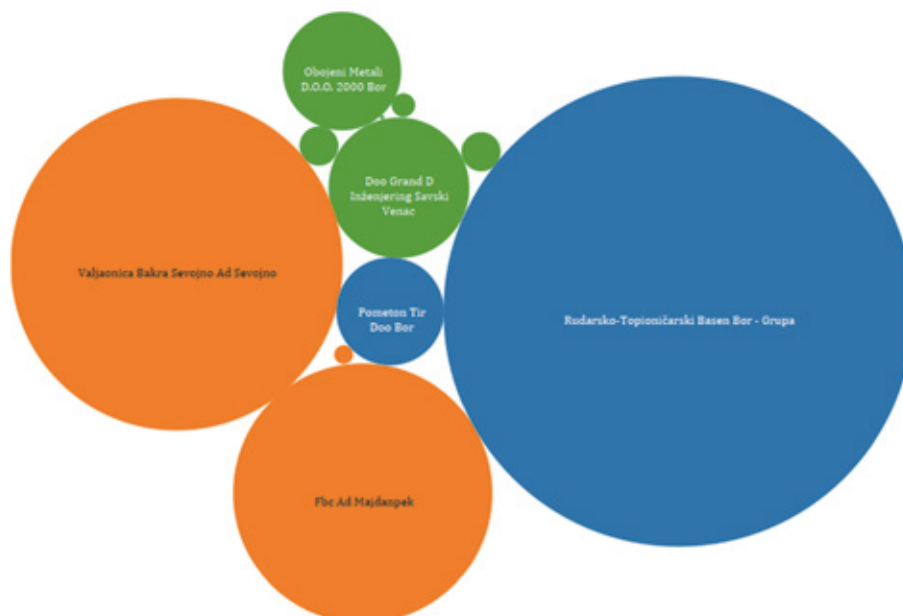 Obojeni Metali
D.O.O. 2000 Bor
Doo Grand D
Inženjering Savski
Venac
Valjaonica Bakra Sevojno Ad Sevojno
Pometon Tir
Doo Bor
Rudarsko-Topioničarski Basen Bor - Grupa
Fbc Ad Majdanpek